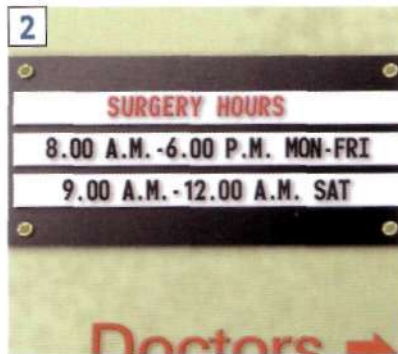 2
SURGERY HOURS
8.00 A.M.-6.00 P.M. MON-FRI
9.00 A.M.-12.00 A.M. SAT
Doctors